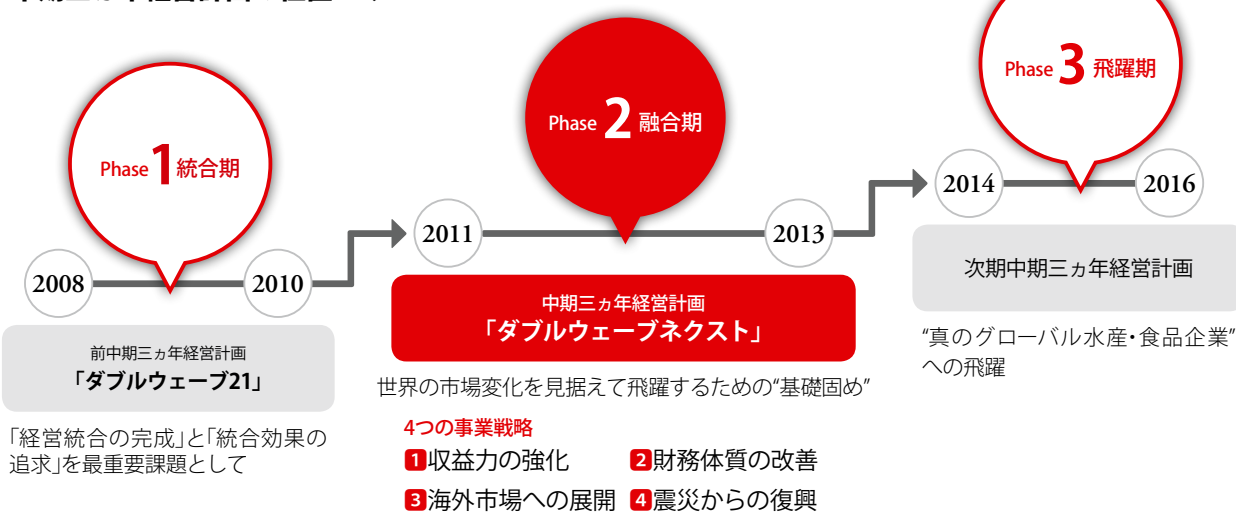 Phase 1 統合期
2008
2010
前中期三ヵ年経営計画
「ダブルウェーブ21」
「経営統合の完成」と「統合効果の
追求」を最重要課題として
Phase 2 融合期
2011
2013
中期三ヵ年経営計画
「ダブルウェーブネクスト」
世界の市場変化を見据えて飛躍するための“基礎固め”
4つの事業戦略
1 収益力の強化
2 財務体質の改善
3 海外市場への展開
4 震災からの復興
Phase 3 飛躍期
2014
2016
次期中期三ヵ年経営計画
“真のグローバル水産・食品企業”
への飛躍